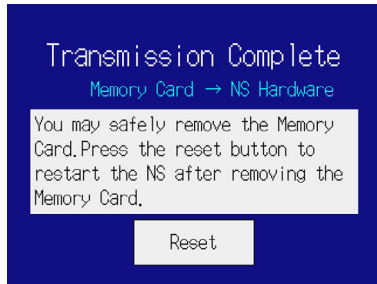 Transmission Complete
Memory Card → NS Hardware
You may safely remove the Memory
Card.Press the reset button to
restart the NS after removing the
Memory Card.
Reset